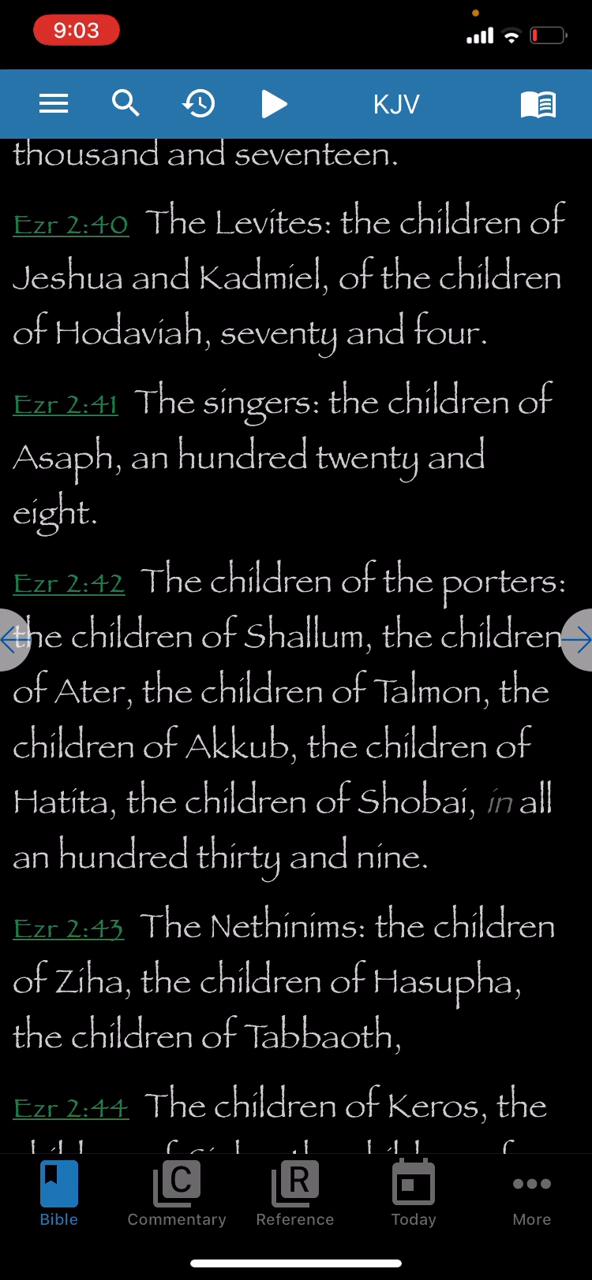 9:03
KJV
thousand and seventeen.
Ezr 2:40 The Levites: the children of
Jeshua and Kadmiel, of the children
of Hodaviah, seventy and four.
Ezr 2:41 The singers: the children of
Asaph, an hundred twenty and
eight.
Ezr 2:42 The children of the porters:
the children of Shallum, the children
of Ater, the children of Talmon, the
children of Akkub, the children of
Hatita, the children of Shobai, in all
an hundred thirty and nine.
Ezr 2:43 The Nethinims: the children
of Ziha, the children of Hasupha,
the children of Tabbaoth,
Ezr 2:44 The children of Keros, the
C
R
Bible
Commentary
Reference
Today
More